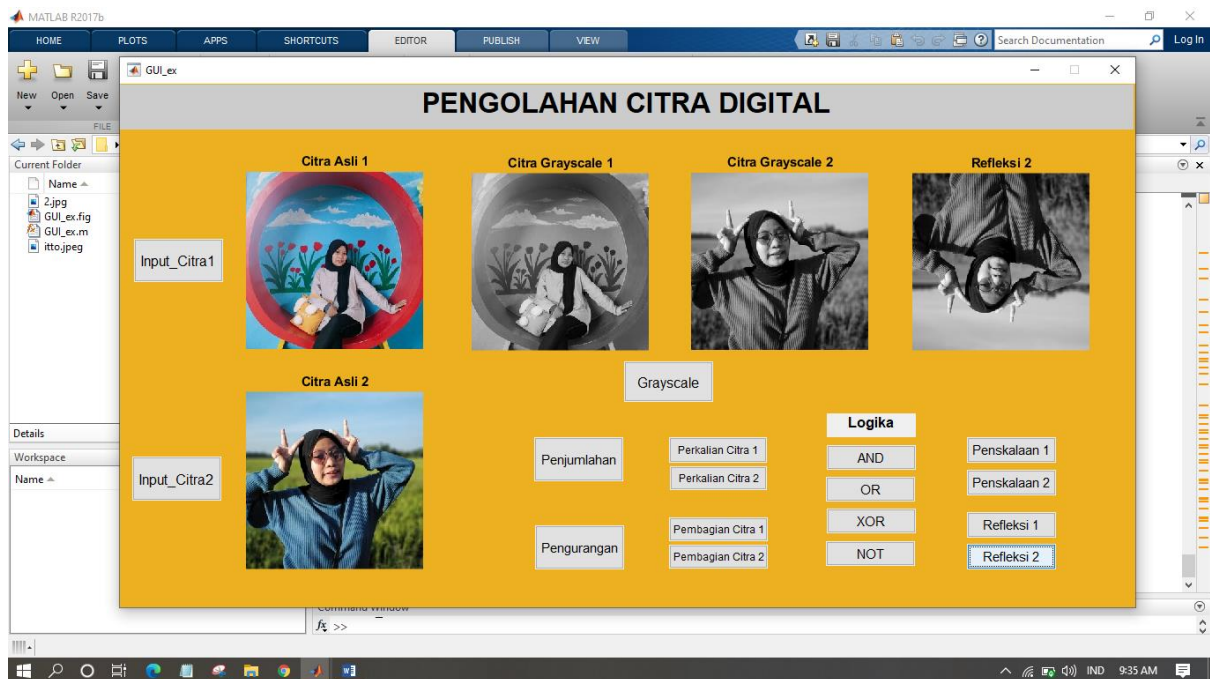 MATLAB R2017b
HOME PLOTS APPS SHORTCUTS EDITOR PUBLISH VIEW Search Documentation Log In
New Open Save
FILE
GUI_ex
PENGOLAHAN CITRA DIGITAL
Current Folder
Name
2.jpg
GUI_ex.fig
GUI_ex.m
itto.jpeg
Details
Workspace
Name
Citra Asli 1
Citra Grayscale 1
Citra Grayscale 2
Refleksi 2
Input_Citra1
Grayscale
Citra Asli 2
Input_Citra2
Penjumlahan
Pengurangan
Perkalian Citra 1
Perkalian Citra 2
Pembagian Citra 1
Pembagian Citra 2
Logika
AND
OR
XOR
NOT
Penskalaan 1
Penskalaan 2
Refleksi 1
Refleksi 2
Command Window
fx >>
IND 9:35 AM